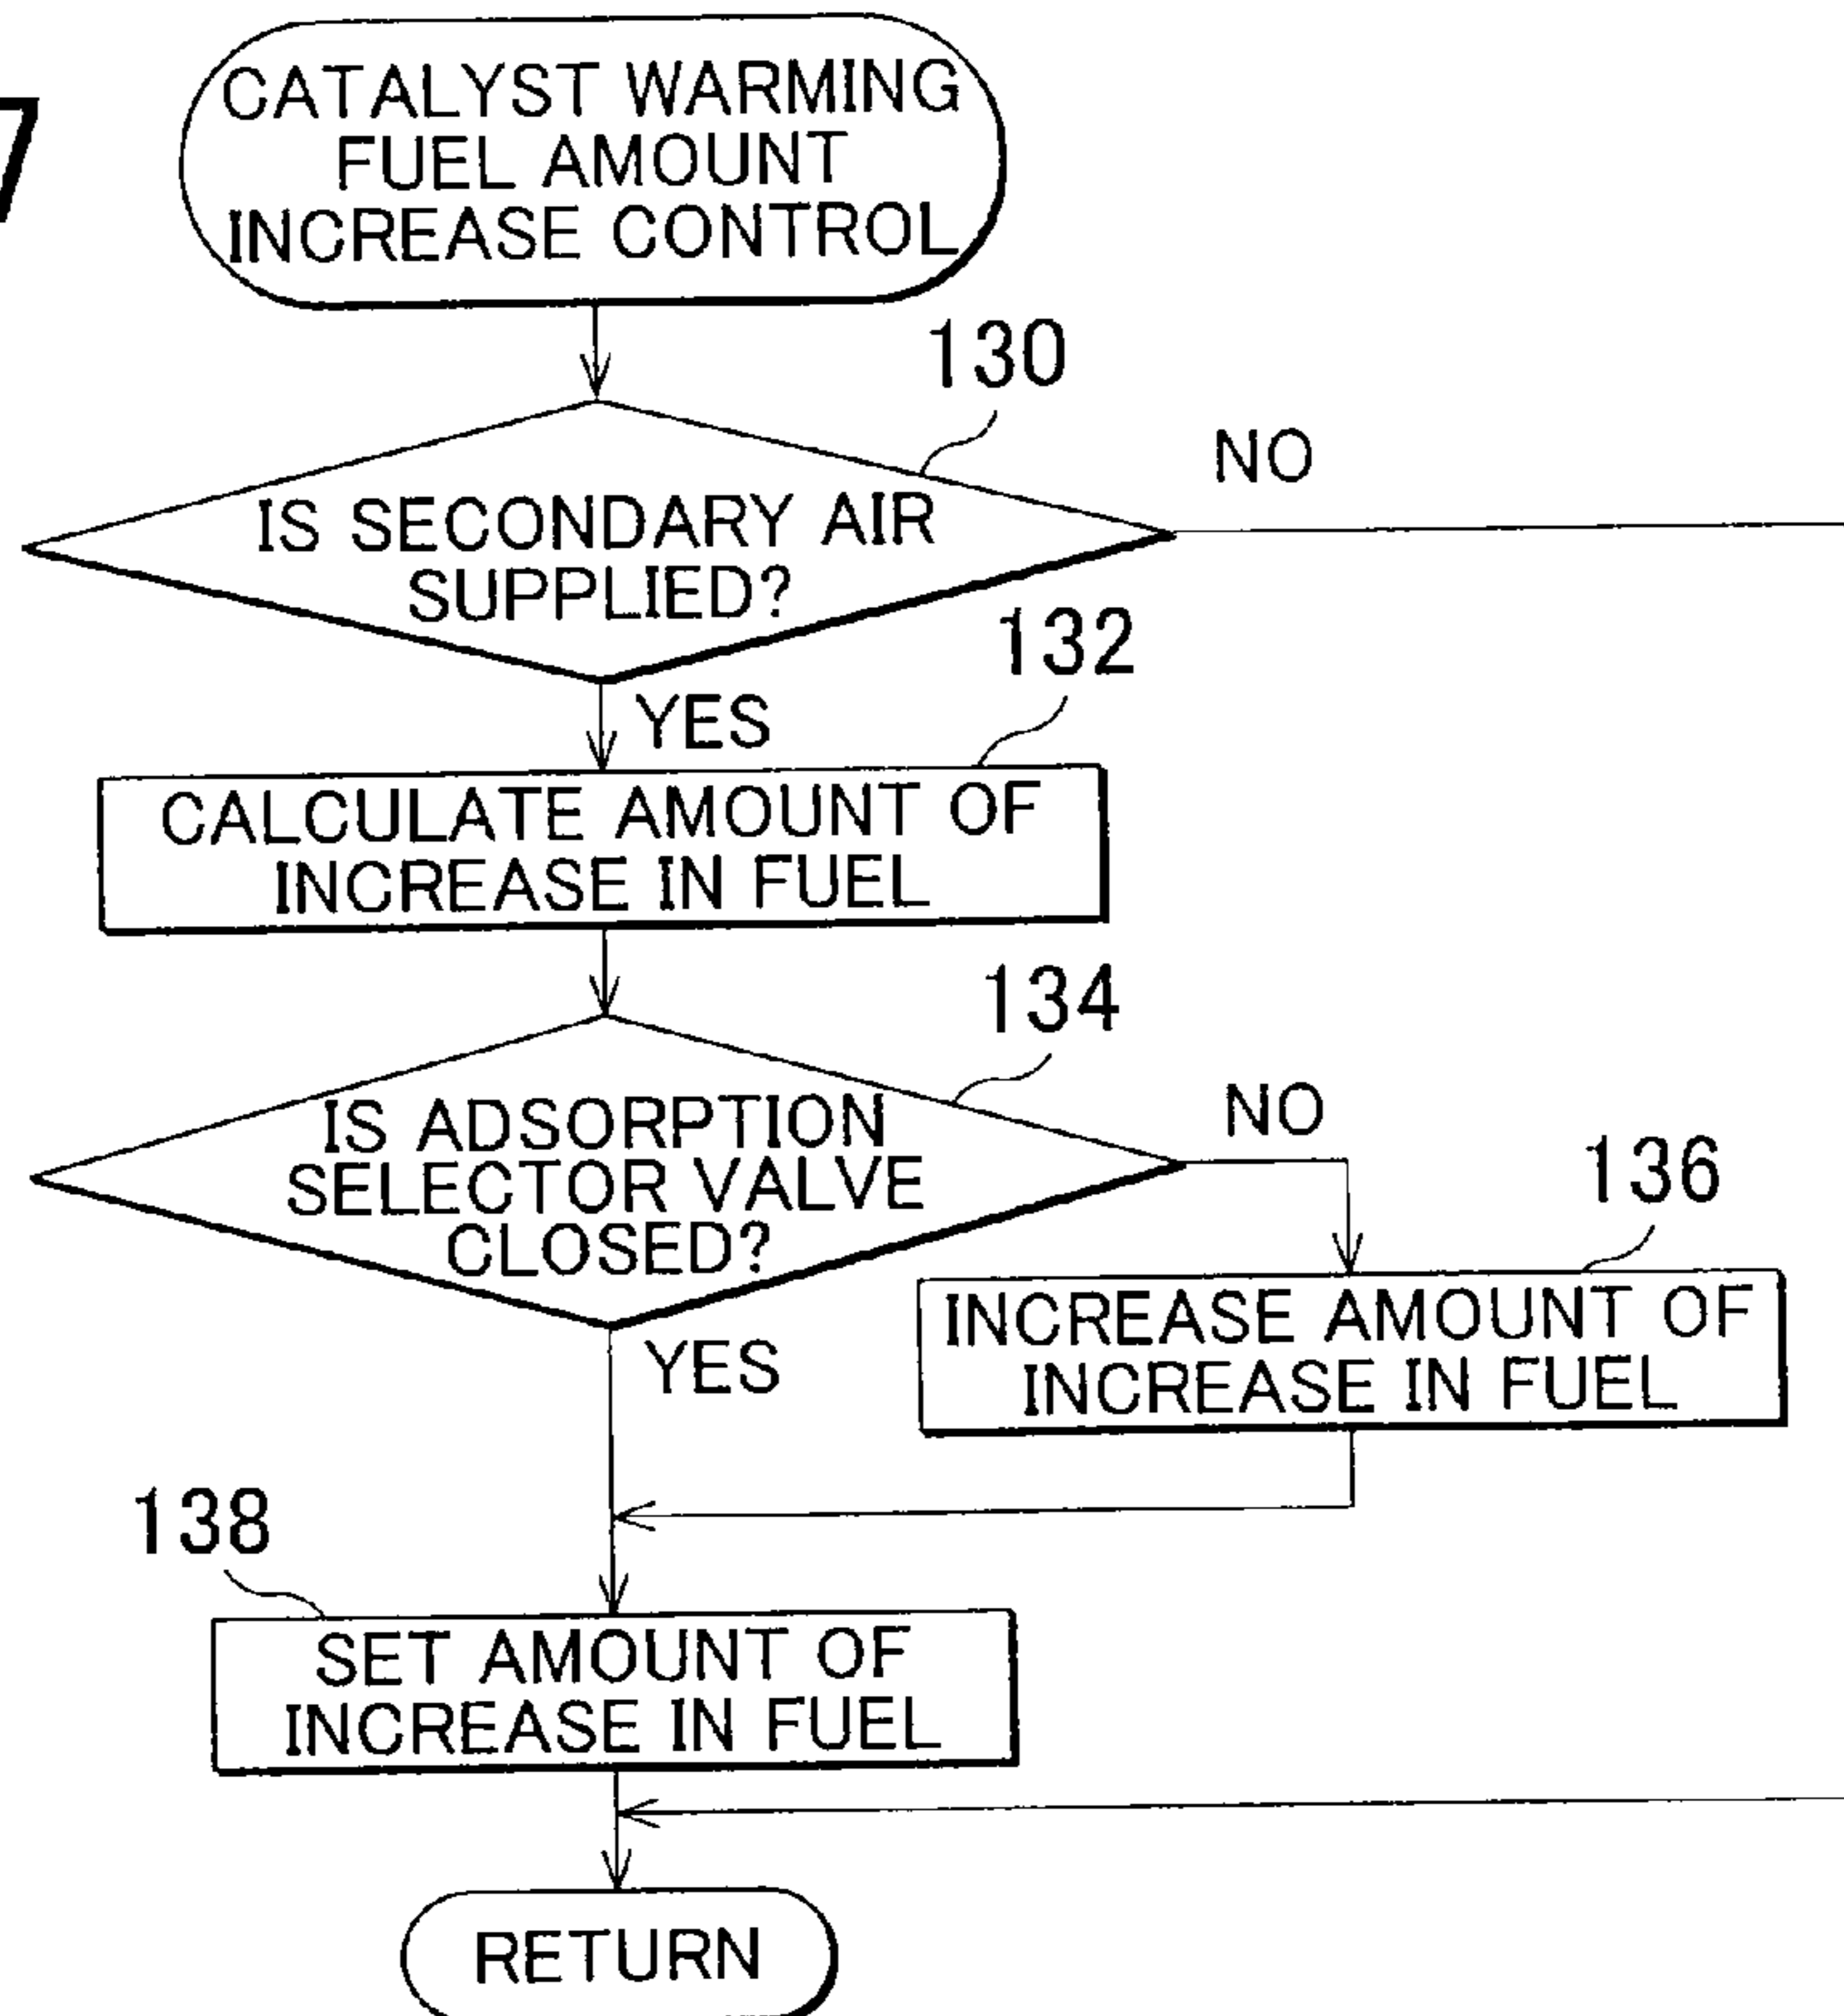 7
CATALYST WARMING
FUEL AMOUNT
INCREASE CONTROL
130
IS SECONDARY AIR
SUPPLIED?
NO
YES
132
CALCULATE AMOUNT OF
INCREASE IN FUEL
134
IS ADSORPTION
SELECTOR VALVE
CLOSED?
NO
YES
136
INCREASE AMOUNT OF
INCREASE IN FUEL
138
SET AMOUNT OF
INCREASE IN FUEL
RETURN